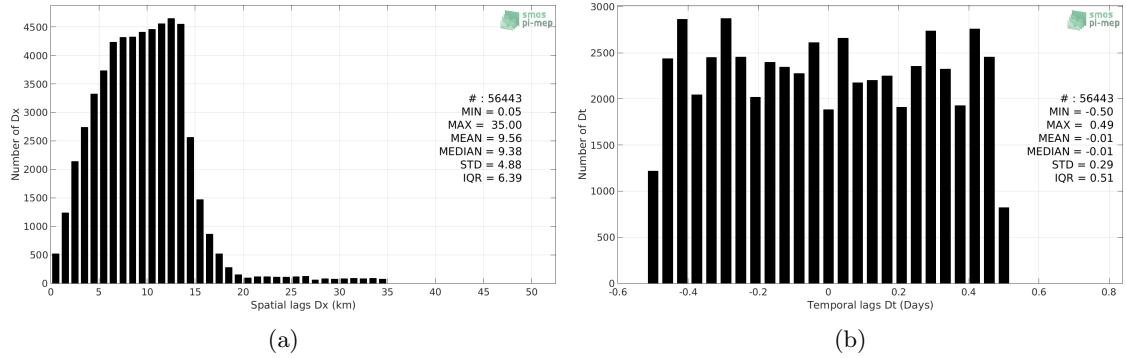 smos
pi-mep
Number of Dx
4500
4000
3500
3000
2500
2000
1500
1000
500
0
# : 56443
MIN = 0.05
MAX = 35.00
MEAN = 9.56
MEDIAN = 9.38
STD = 4.88
IQR = 6.39
0 5 10 15 20 25 30 35 40 45 50
Spatial lags Dx (km)
(a)
smos
pi-mep
Number of Dt
3000
2500
2000
1500
1000
500
0
# : 56443
MIN = -0.50
MAX = 0.49
MEAN = -0.01
MEDIAN = -0.01
STD = 0.29
IQR = 0.51
-0.6 -0.4 -0.2 0 0.2 0.4 0.6 0.8
Temporal lags Dt (Days)
(b)